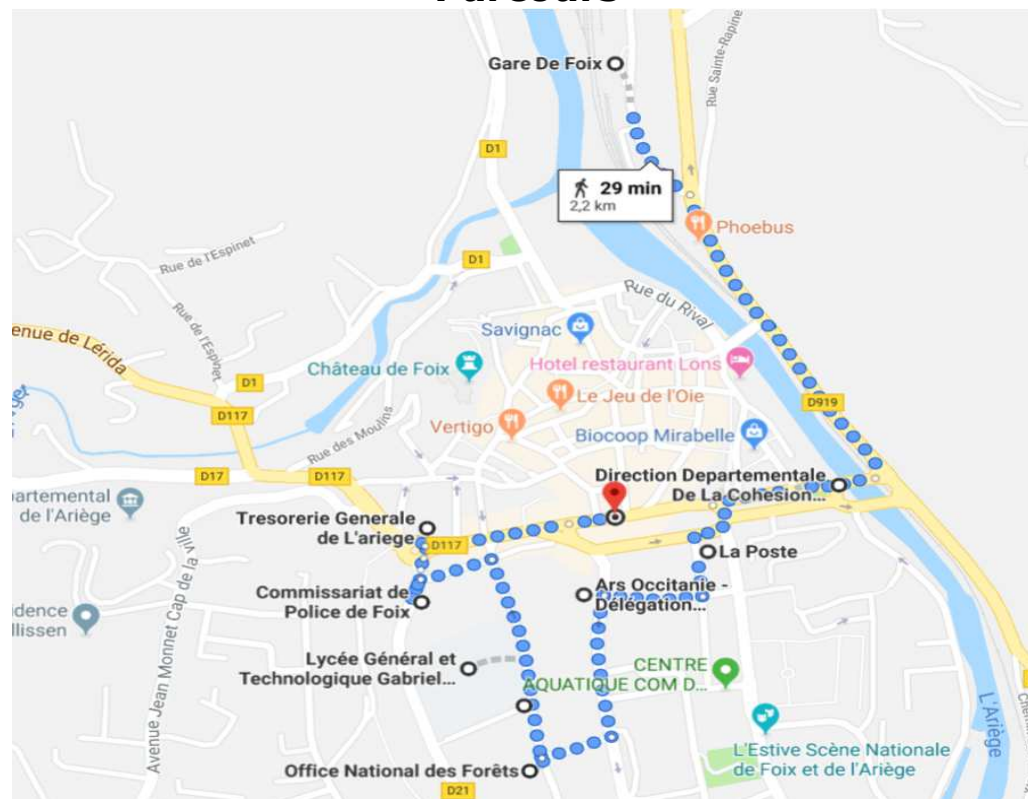 Parcours
Gare De Foix
Rue Sainte-Rapine
D1
29 min
2,2 km
Phoebus
Rue de l'Espinet
D1
Rue du Rival
Rue de l'Espinet
enue de Lérida
Savignac
Château de Foix
Hotel restaurant Lons
D1
Le Jeu de l'Oie
D919
D117
Vertigo
Biocoop Mirabelle
Rue des Moulins
D17
D117
Direction Departementale
De La Cohesion...
partemental
de l'Ariège
Tresorerie Generale
de L'ariege
D117
La Poste
Commissariat de
Police de Foix
Ars Occitanie -
Délégation...
idence
llissen
Avenue Jean Monnet Cap de la ville
Lycée Général et
Technologique Gabriel...
CENTRE
AQUATIQUE COM D...
L'Ariège
L'Estive Scène Nationale
de Foix et de l'Ariège
Office National des Forêts
D21